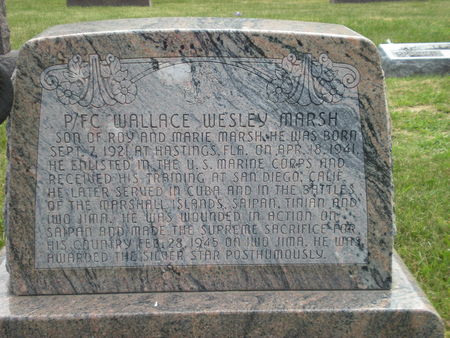 P/FC WALLACE WESLEY MARSH
SON OF ROY AND MARIE MARSH. HE WAS BORN
SEPT. 7, 1921, AT HASTINGS, FLA. ON APR. 18, 1941,
HE ENLISTED IN THE U.S. MARINE CORPS AND
RECEIVED HIS TRAINING AT SAN DIEGO, CALIF.
HE LATER SERVED IN CUBA AND IN THE BATTLES
OF THE MARSHALL ISLANDS, SAIPAN, TINIAN AND
IWO JIMA. HE WAS WOUNDED IN ACTION ON
SAIPAN AND MADE THE SUPREME SACRIFICE FOR
HIS COUNTRY FEB. 28, 1945 ON IWO JIMA. HE WAS
AWARDED THE SILVER STAR POSTHUMOUSLY.